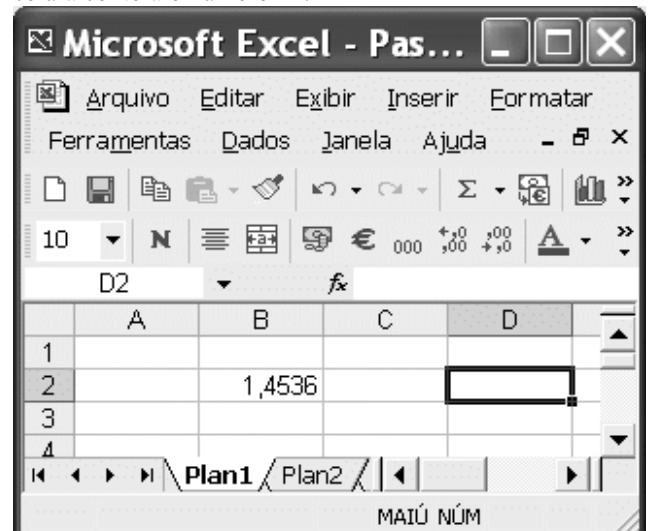 Microsoft Excel - Pas...
Arquivo Editar Exibir Inserir Formatar
Ferramentas Dados Janela Ajuda
Σ
10 N € 000 ,00 ,00 A
D2 fx
A B C D
1
2 1,4536
3
4
Plan1 Plan2
MAIÚ NÚM